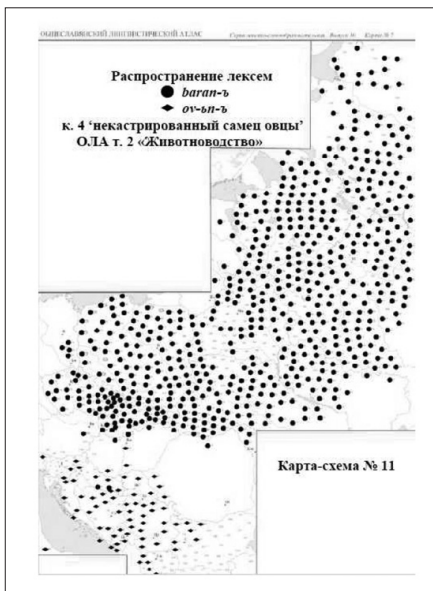 ОБЩЕСЛАВЯНСКИЙ ЛИНГВИСТИЧЕСКИЙ АТЛАС
Распространение лексем
baran-ъ
ov-ьn-ъ
к. 4 ‘некастрированный самец овцы’
ОЛА т. 2 «Животноводство»
Карта-схема № 11